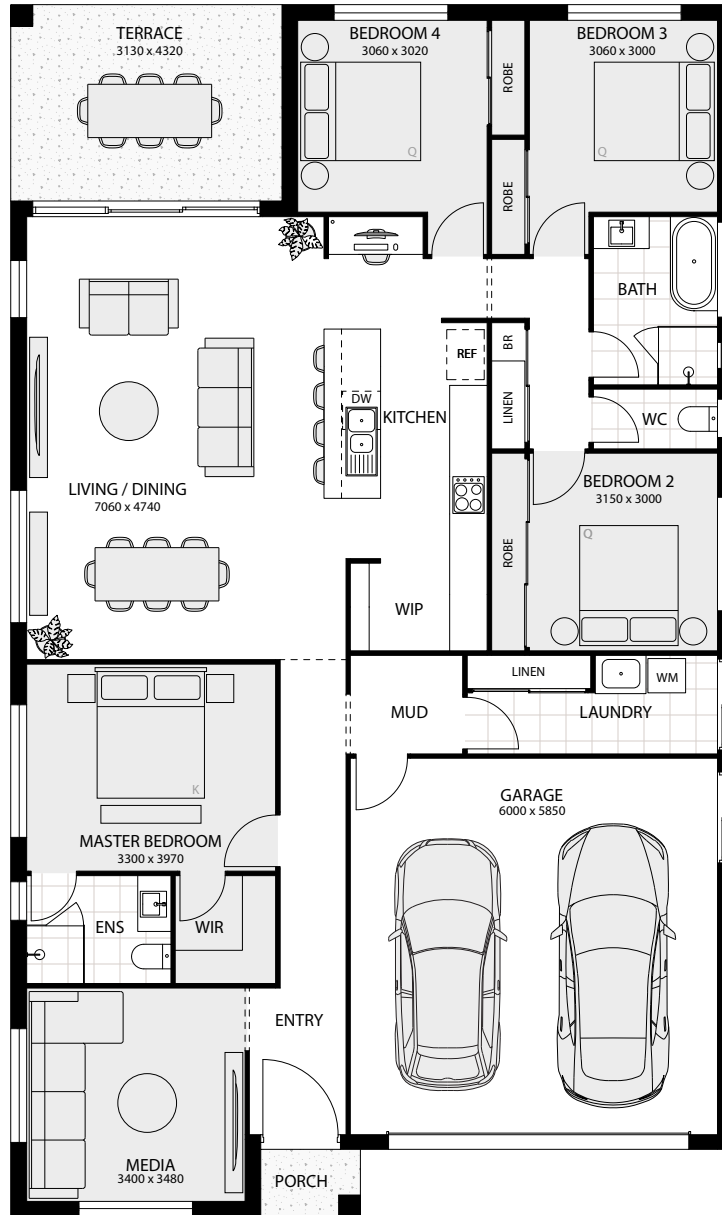 TERRACE
3130 x 4320
BEDROOM 4
3060 x 3020
BEDROOM 3
3060 x 3000
ROBE
Q
Q
ROBE
BATH
REF
BR
DW
KITCHEN
LINEN
WC
LIVING / DINING
7060 x 4740
BEDROOM 2
3150 x 3000
Q
ROBE
WIP
LINEN
WM
MUD
LAUNDRY
K
GARAGE
6000 x 5850
MASTER BEDROOM
3300 x 3970
ENS
WIR
ENTRY
MEDIA
3400 x 3480
PORCH